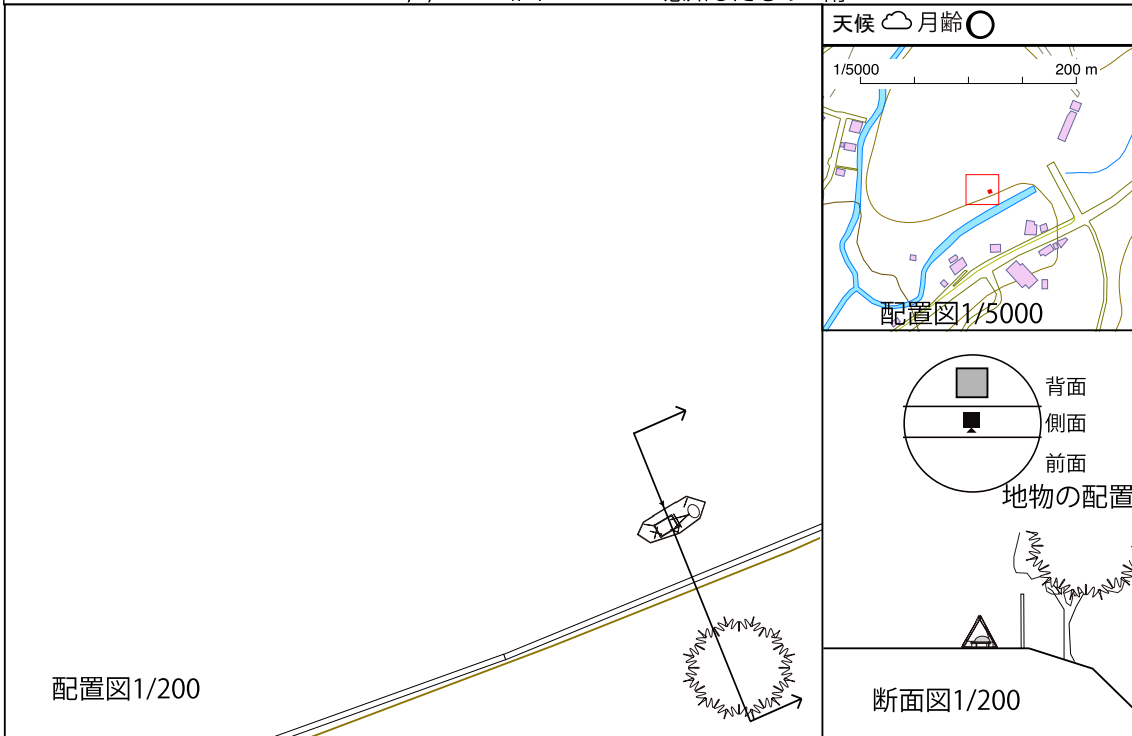 天候 月齢
1/5000 200 m
配置図1/5000
背面
側面
前面
地物の配置
配置図1/200
断面図1/200